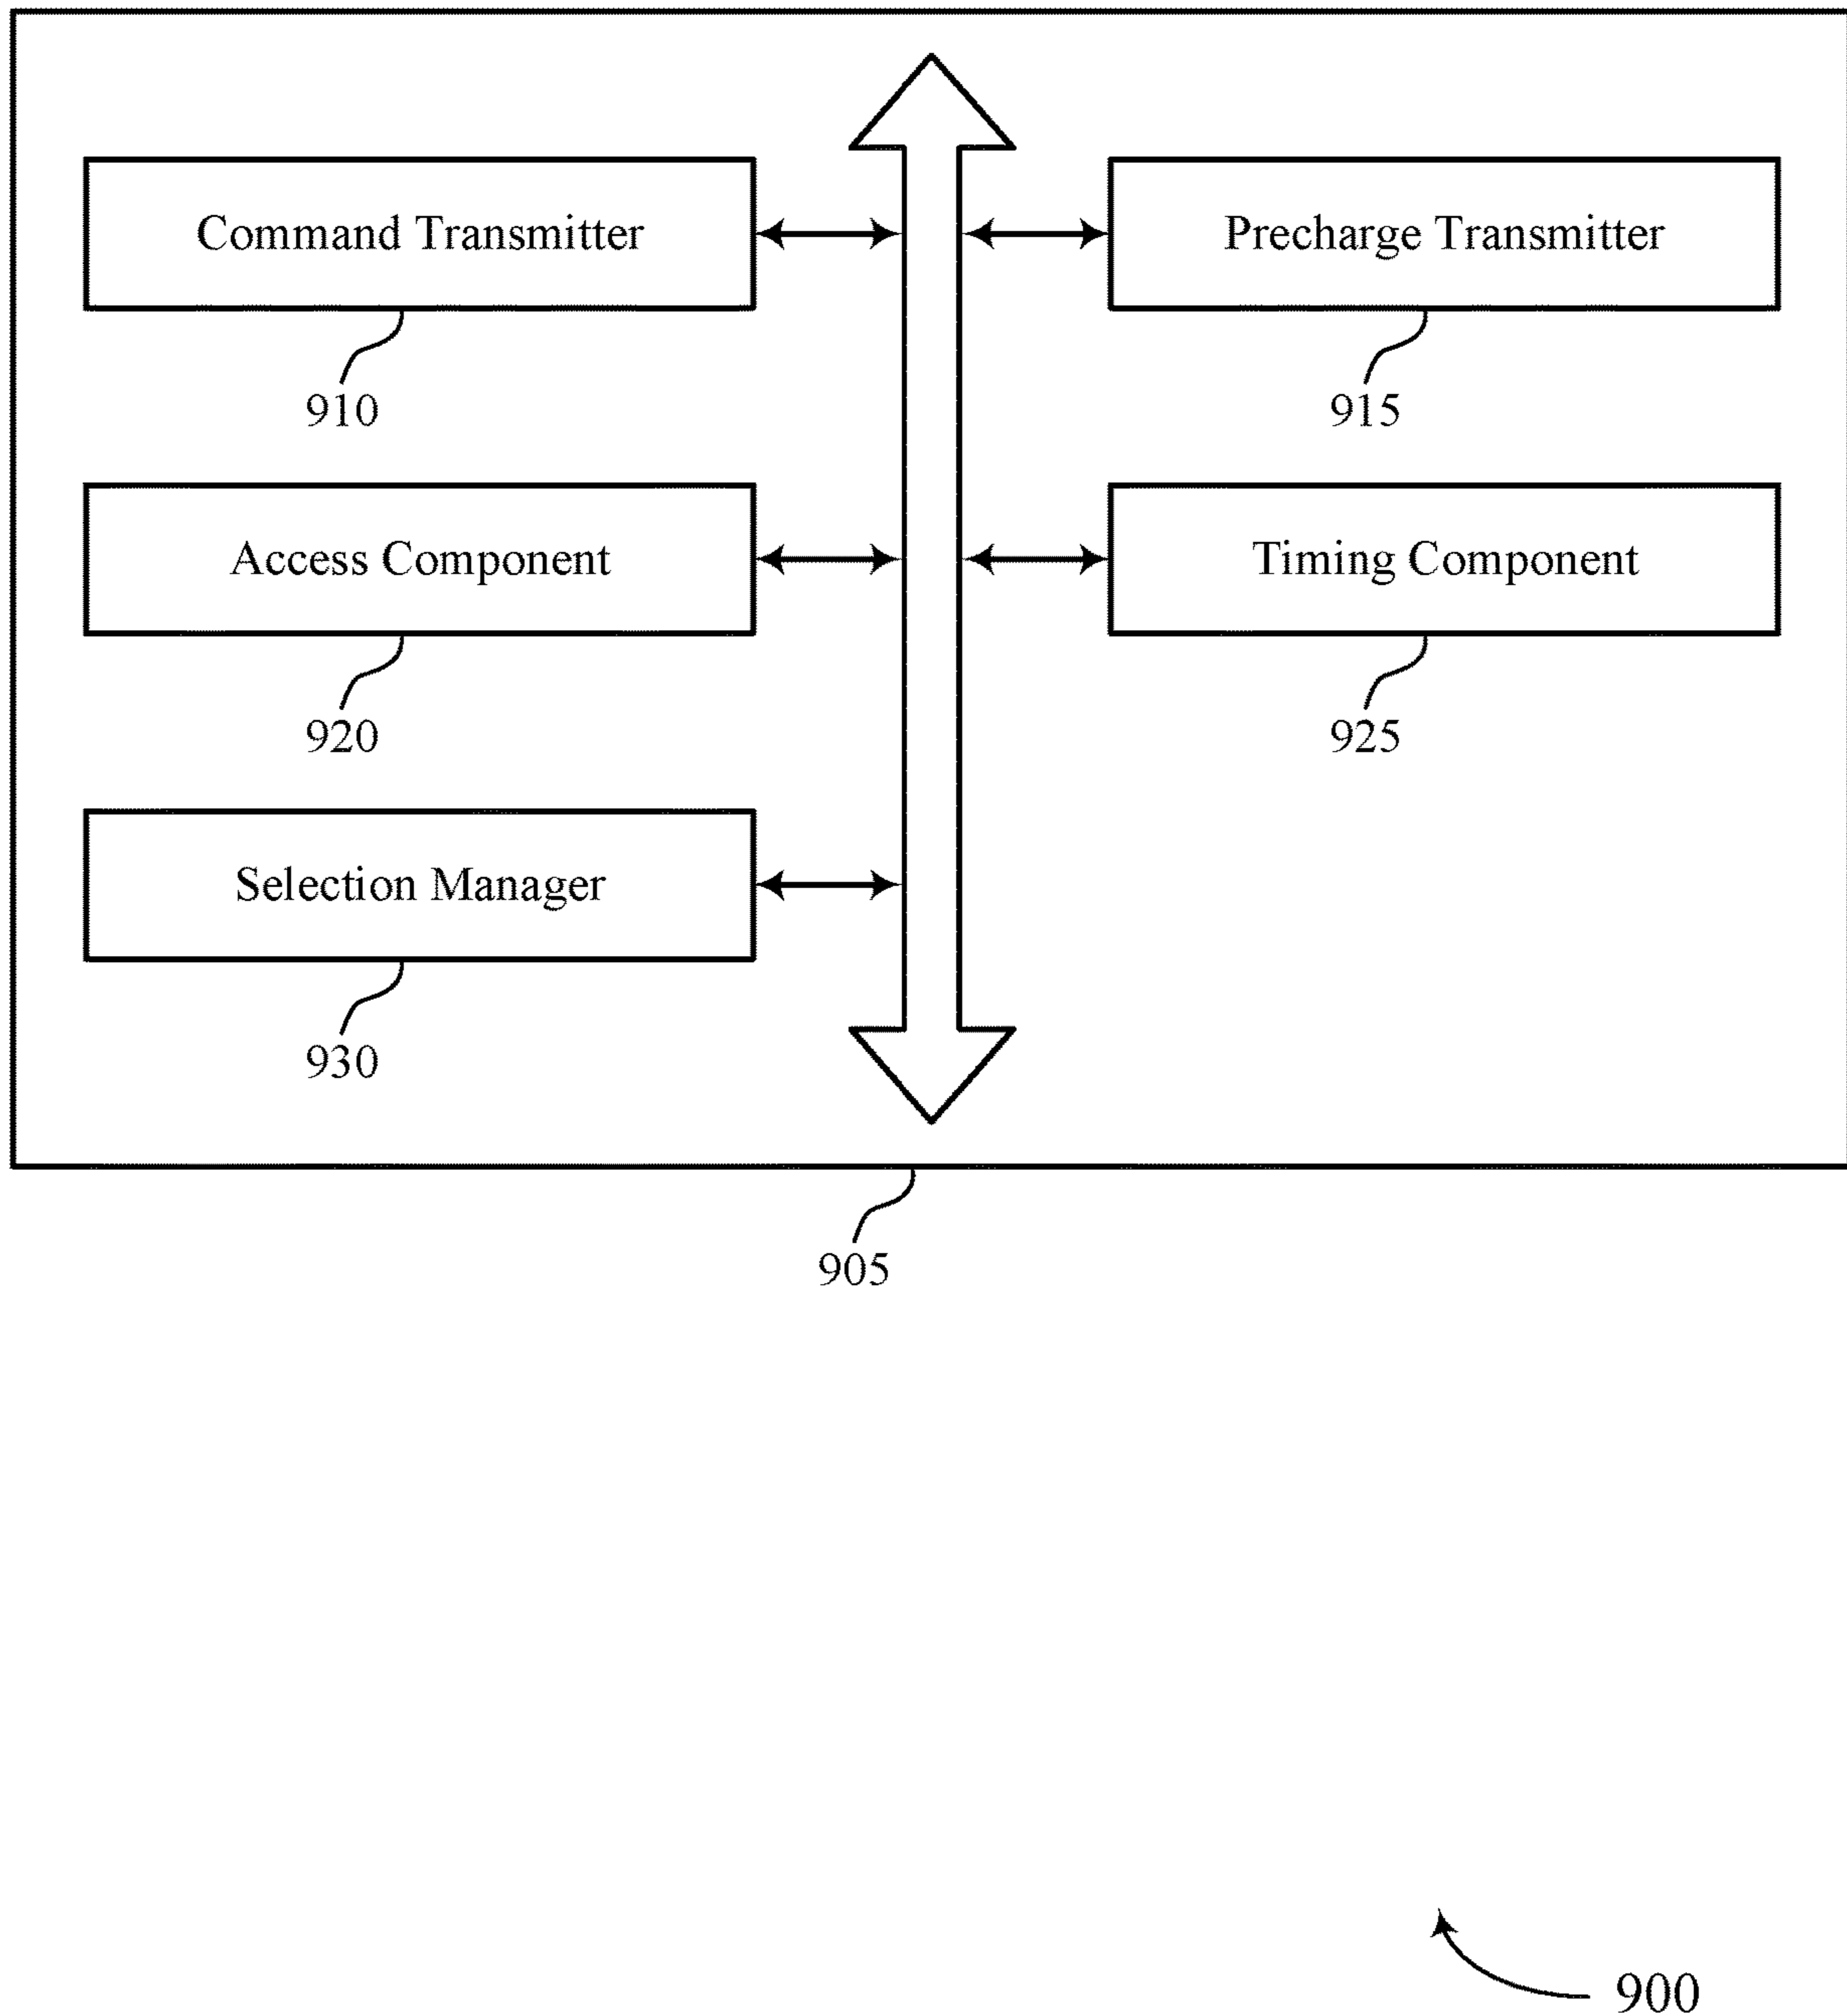 Command Transmitter
Precharge Transmitter
910
915
Access Component
Timing Component
920
925
Selection Manager
930
905
900